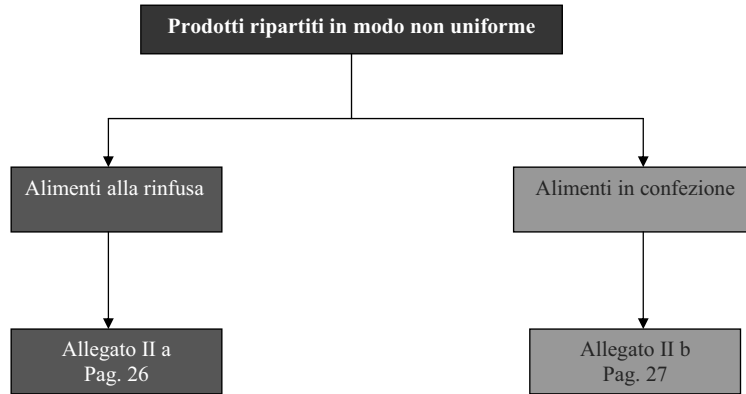 Prodotti ripartiti in modo non uniforme
Alimenti alla rinfusa
Alimenti in confezione
Allegato II a
Pag. 26
Allegato II b
Pag. 27